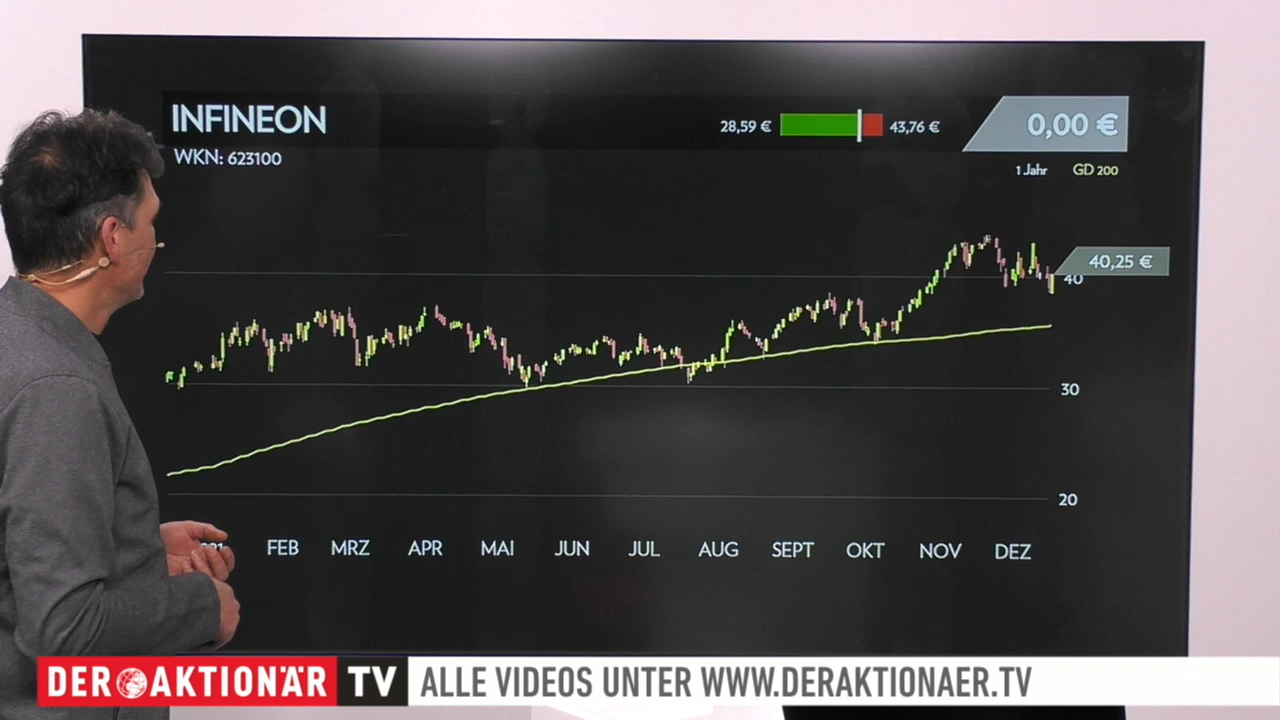 INFINEON
WKN: 623100
28,59 €
43,76 €
0,00 €
1 Jahr
GD 200
40,25 €
40
30
20
FEB MRZ APR MAI JUN JUL AUG SEPT OKT NOV DEZ
DER AKTIONÄR TV ALLE VIDEOS UNTER WWW.DERAKTIONAER.TV